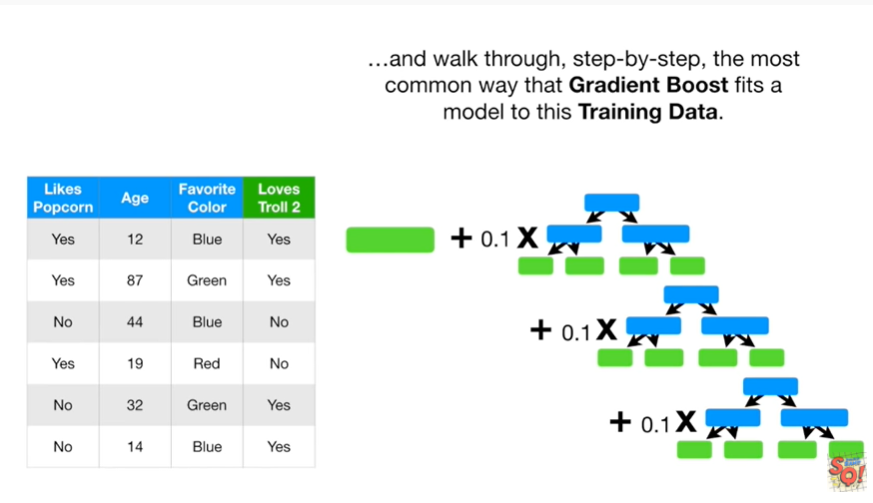 ...and walk through, step-by-step, the most
common way that Gradient Boost fits a
model to this Training Data.
Likes Popcorn Age Favorite Color Loves Troll 2
Yes 12 Blue Yes
Yes 87 Green Yes
No 44 Blue No
Yes 19 Red No
No 32 Green Yes
No 14 Blue Yes
+ 0.1 X
+ 0.1 X
+ 0.1 X
SQ!